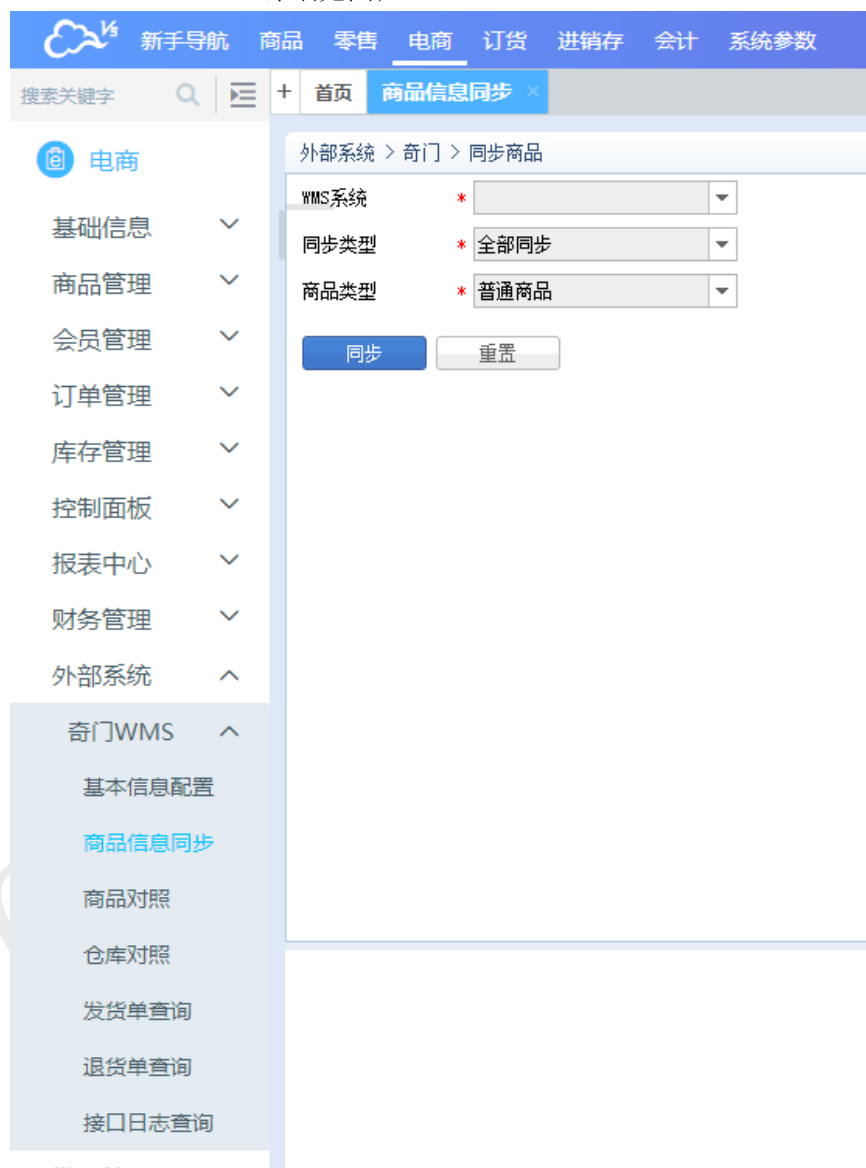 V5 新手导航 商品 零售 电商 订货 进销存 会计 系统参数
搜索关键字 + 首页 商品信息同步 ×
电商
外部系统 > 奇门 > 同步商品
WMS系统 *
同步类型 * 全部同步
商品类型 * 普通商品
同步 重置
基础信息
商品管理
会员管理
订单管理
库存管理
控制面板
报表中心
财务管理
外部系统
奇门WMS
基本信息配置
商品信息同步
商品对照
仓库对照
发货单查询
退货单查询
接口日志查询